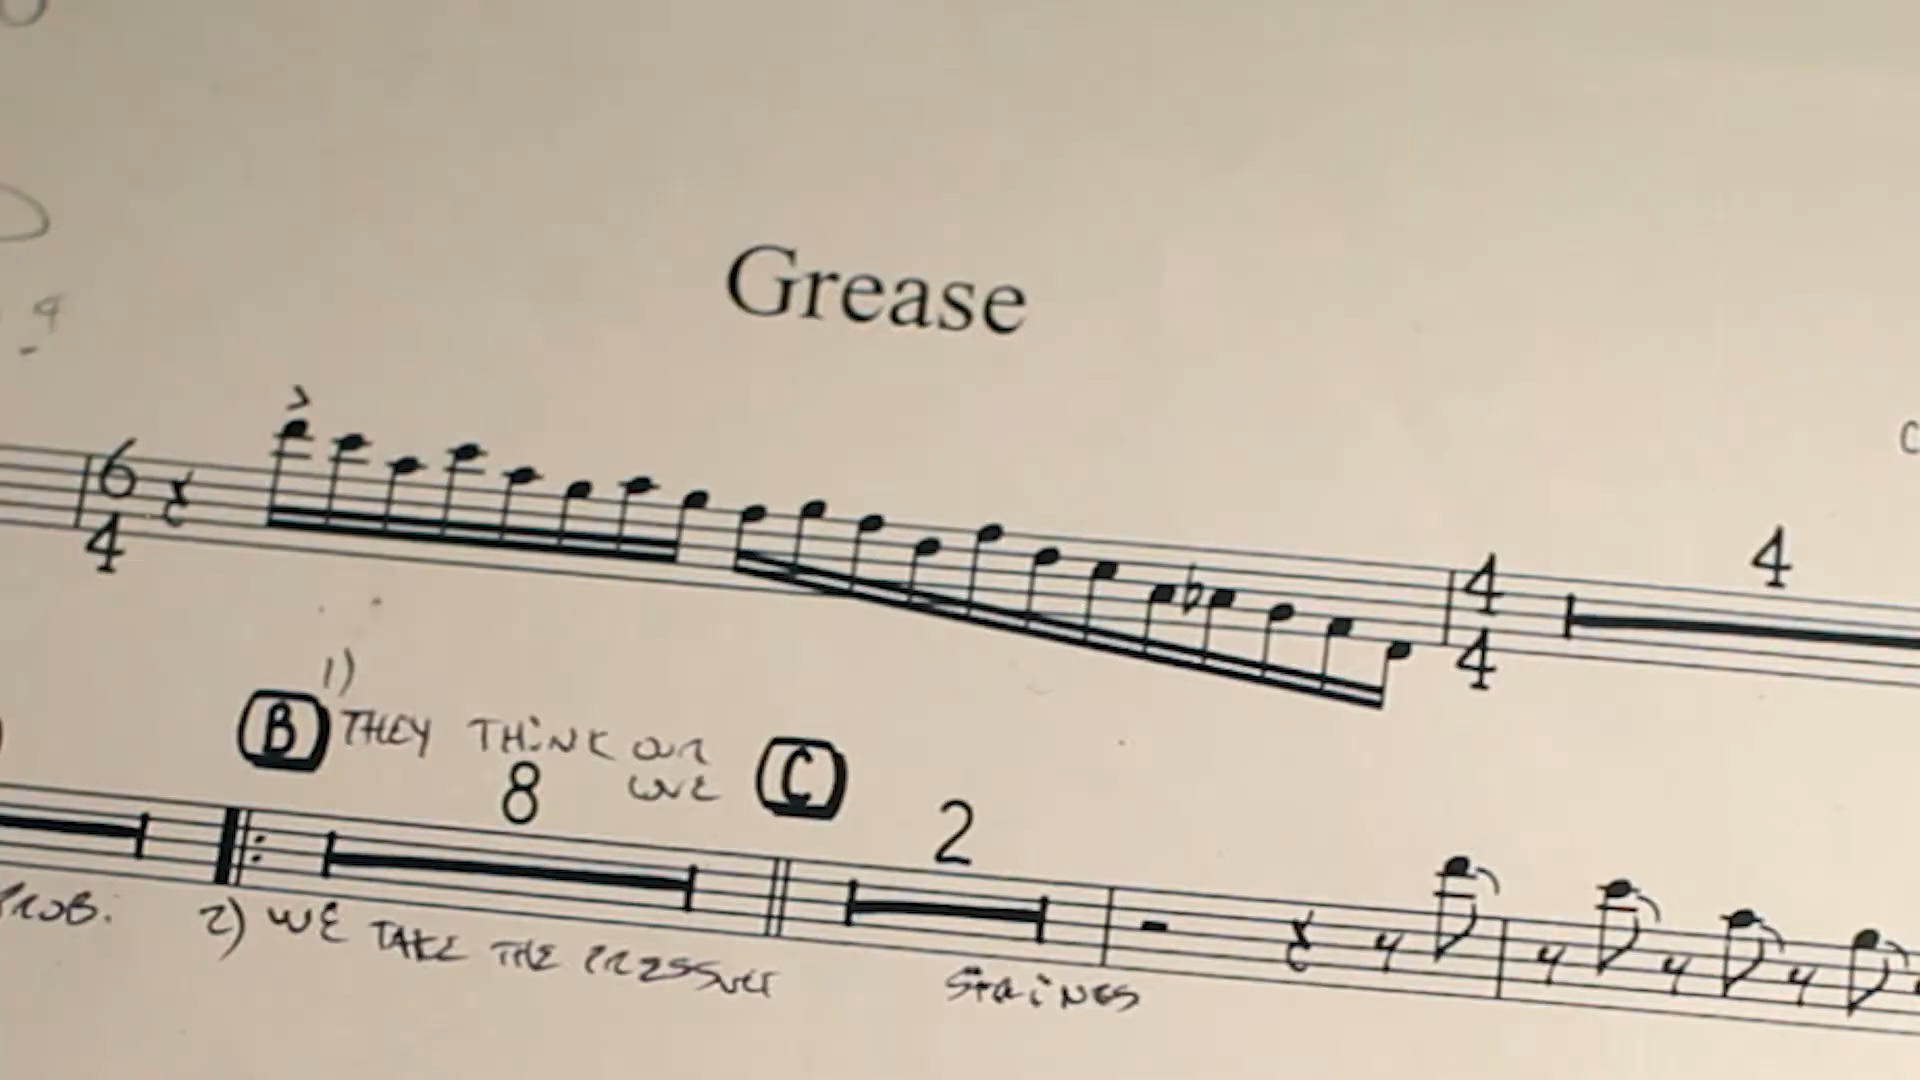 Grease
6
4
4
4
4
1)
B THEY THINK OUR
LOVE
8
C
2
PROB.
2) WE TAKE THE PRESSURE
STRINGS